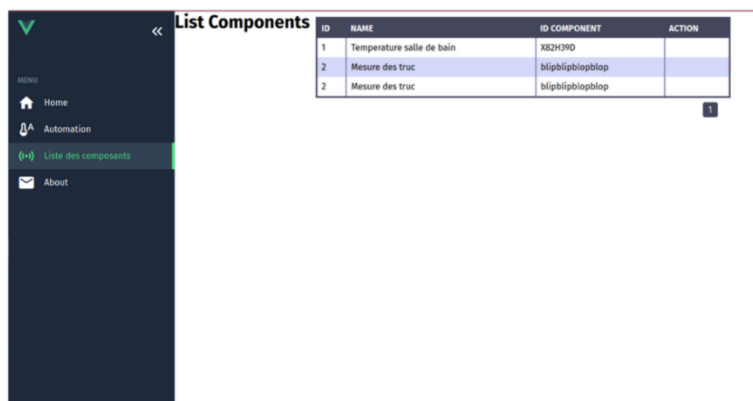 List Components
MENU
Home
Automation
Liste des composants
About
ID NAME ID COMPONENT ACTION
1 Temperature salle de bain X82H39D
2 Mesure des truc blipblipblopblop
2 Mesure des truc blipblipblopblop
1